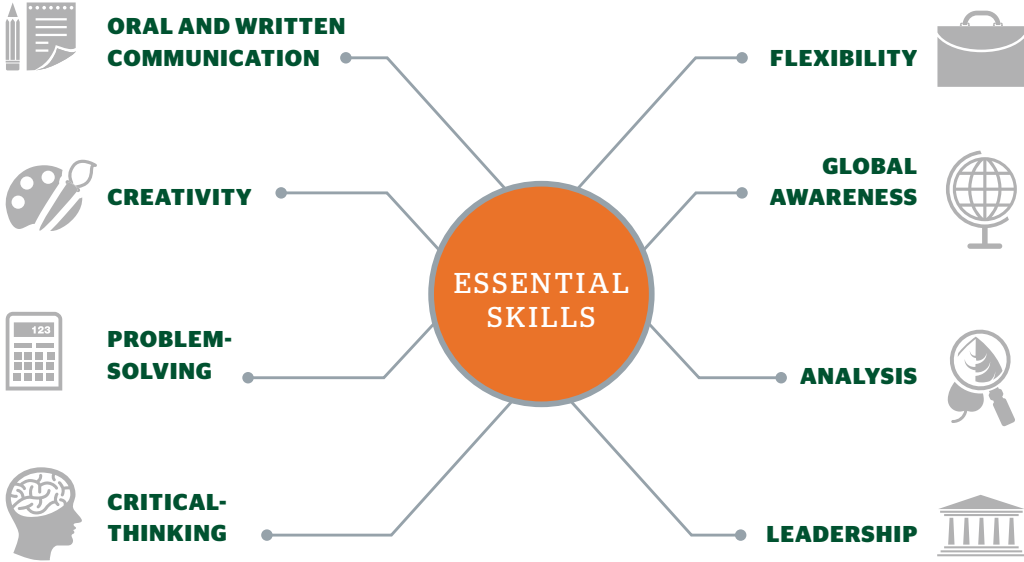 ORAL AND WRITTEN
COMMUNICATION
CREATIVITY
123
PROBLEM-
SOLVING
CRITICAL-
THINKING
ESSENTIAL
SKILLS
FLEXIBILITY
GLOBAL
AWARENESS
ANALYSIS
LEADERSHIP